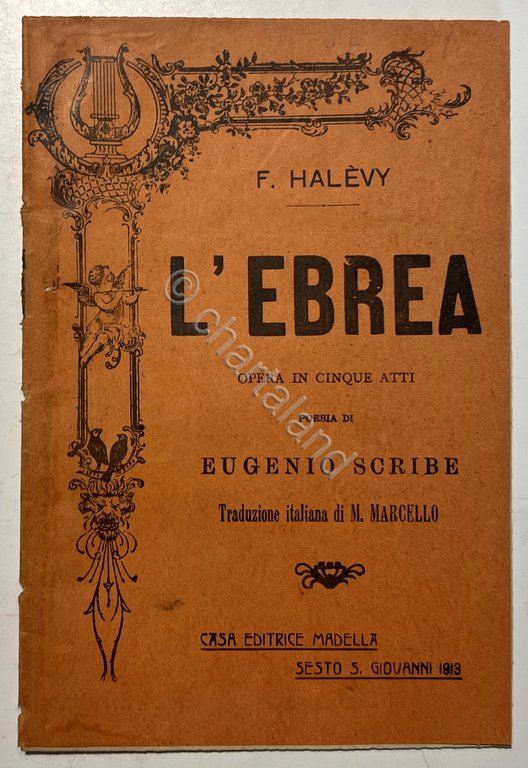 F. HALÈVY
L'EBREA
OPERA IN CINQUE ATTI
POESIA DI
EUGENIO SCRIBE
Traduzione italiana di M. MARCELLO
CASA EDITRICE MADELLA
SESTO S. GIOVANNI 1913
© chartaland